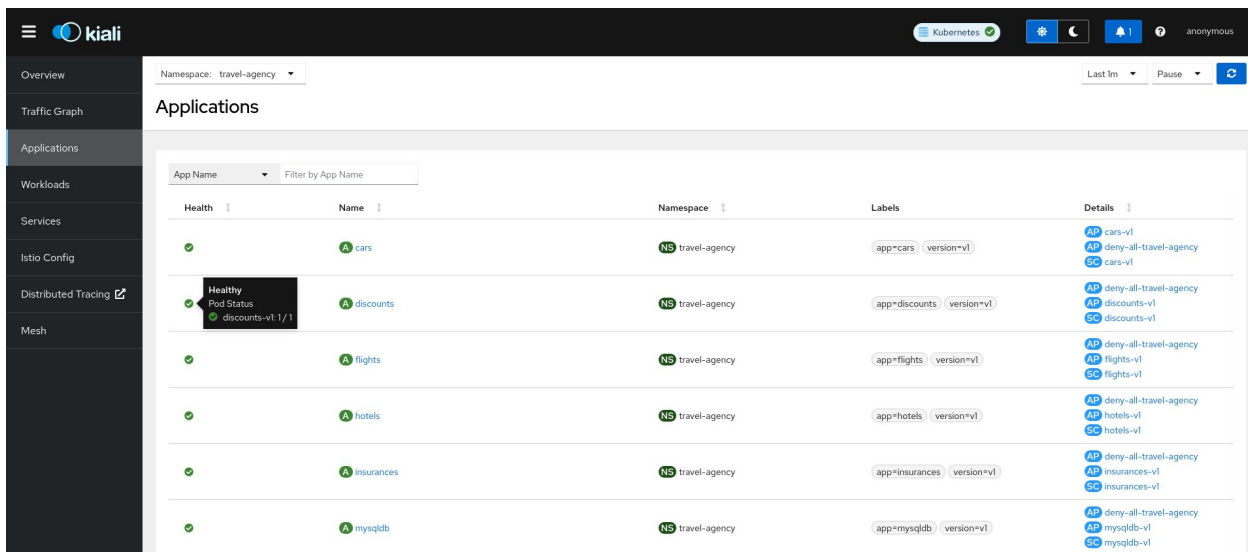 kiali
Kubernetes
1
anonymous
Overview
Traffic Graph
Applications
Workloads
Services
Istio Config
Distributed Tracing
Mesh
Namespace: travel-agency
Last 1m
Pause
Applications
App Name
Filter by App Name
Health Name Namespace Labels Details
A cars NS travel-agency app=cars version=v1
AP cars-v1
AP deny-all-travel-agency
SC cars-v1
Healthy
Pod Status
discounts-v1: 1 / 1
A discounts NS travel-agency app=discounts version=v1
AP deny-all-travel-agency
AP discounts-v1
SC discounts-v1
A flights NS travel-agency app=flights version=v1
AP deny-all-travel-agency
AP flights-v1
SC flights-v1
A hotels NS travel-agency app=hotels version=v1
AP deny-all-travel-agency
AP hotels-v1
SC hotels-v1
A insurances NS travel-agency app=insurances version=v1
AP deny-all-travel-agency
AP insurances-v1
SC insurances-v1
A mysqldb NS travel-agency app=mysqldb version=v1
AP deny-all-travel-agency
AP mysqldb-v1
SC mysqldb-v1